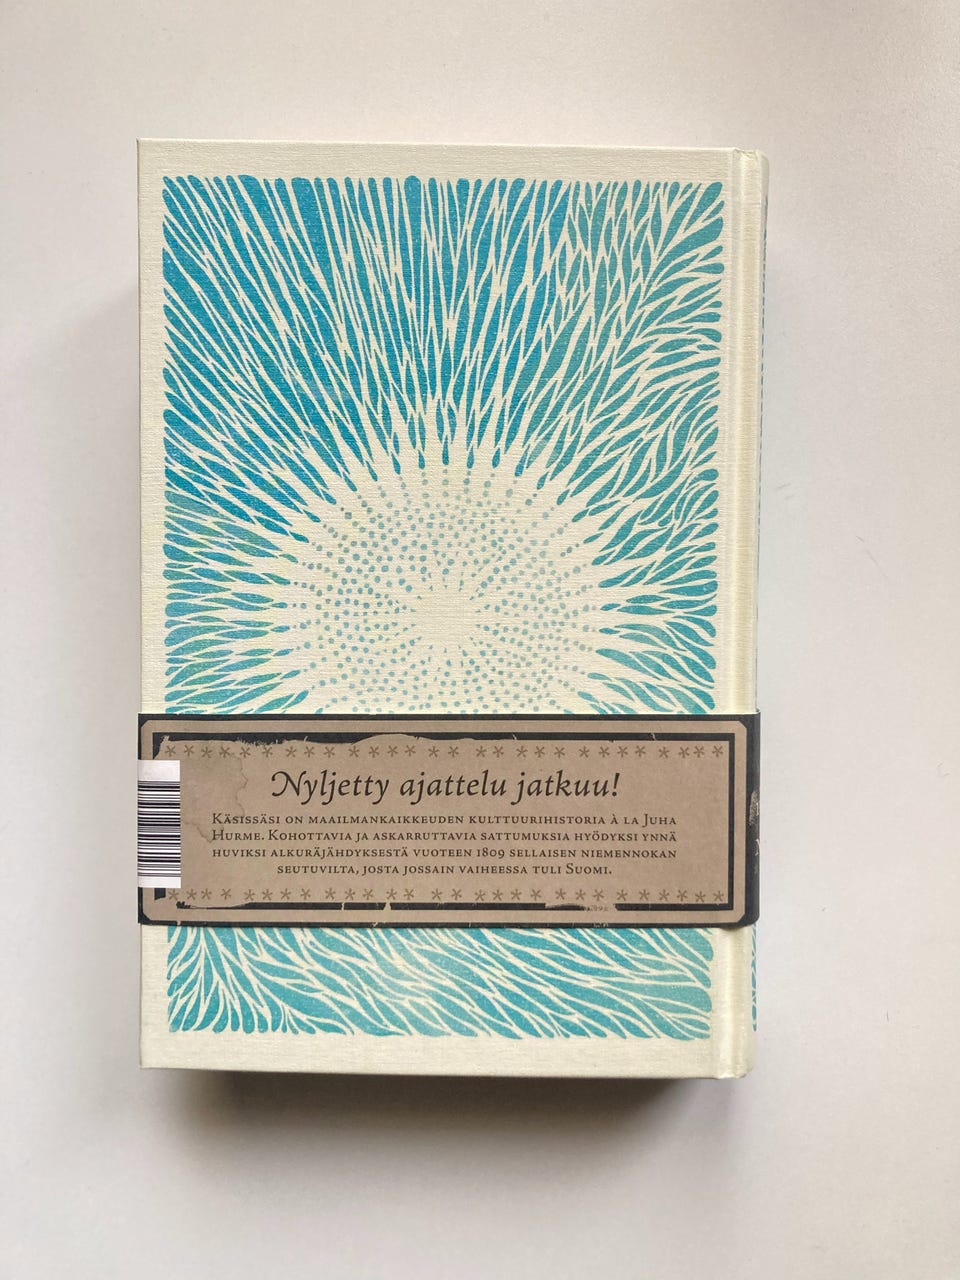 Nyljetty ajattelu jatkuu!
Käsissäsi on maailmankaikkeuden kulttuurihistoria à la Juha
Hurme. Kohottavia ja askarruttavia sattumuksia hyödyksi ynnä
huviksi alkuräjähdyksestä vuoteen 1809 sellaisen niemennokan
seutuvilta, josta jossain vaiheessa tuli Suomi.